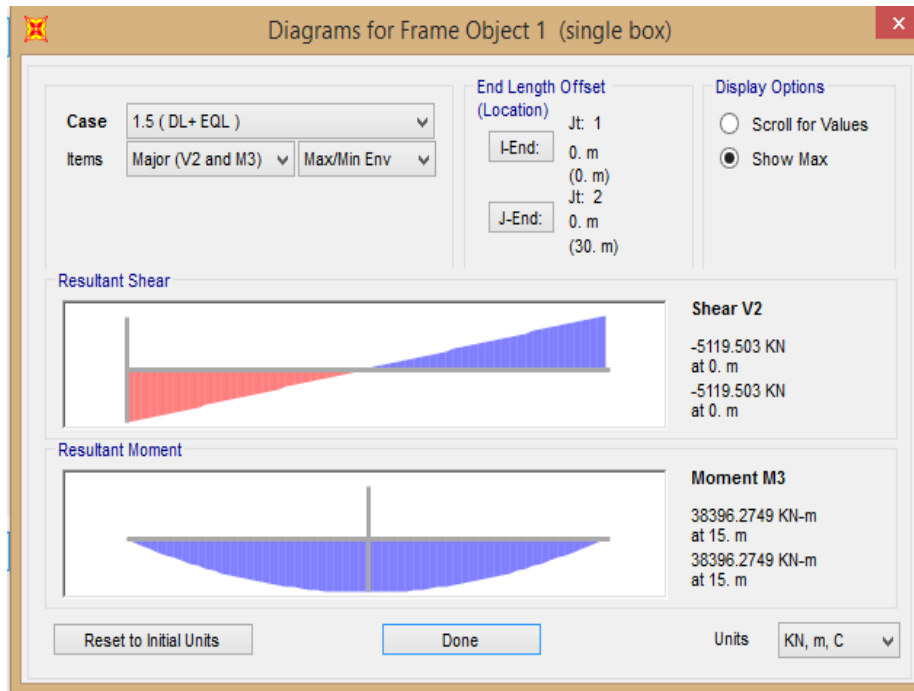 Diagrams for Frame Object 1 (single box)
x
End Length Offset
(Location)
Display Options
Case
1.5 ( DL+ EQL )
Items
Major (V2 and M3)
Max/Min Env
I-End:
Jt: 1
0. m
(0. m)
J-End:
Jt: 2
0. m
(30. m)
Scroll for Values
Show Max
Resultant Shear
Shear V2
-5119.503 KN
at 0. m
-5119.503 KN
at 0. m
Resultant Moment
Moment M3
38396.2749 KN-m
at 15. m
38396.2749 KN-m
at 15. m
Reset to Initial Units
Done
Units
KN, m, C